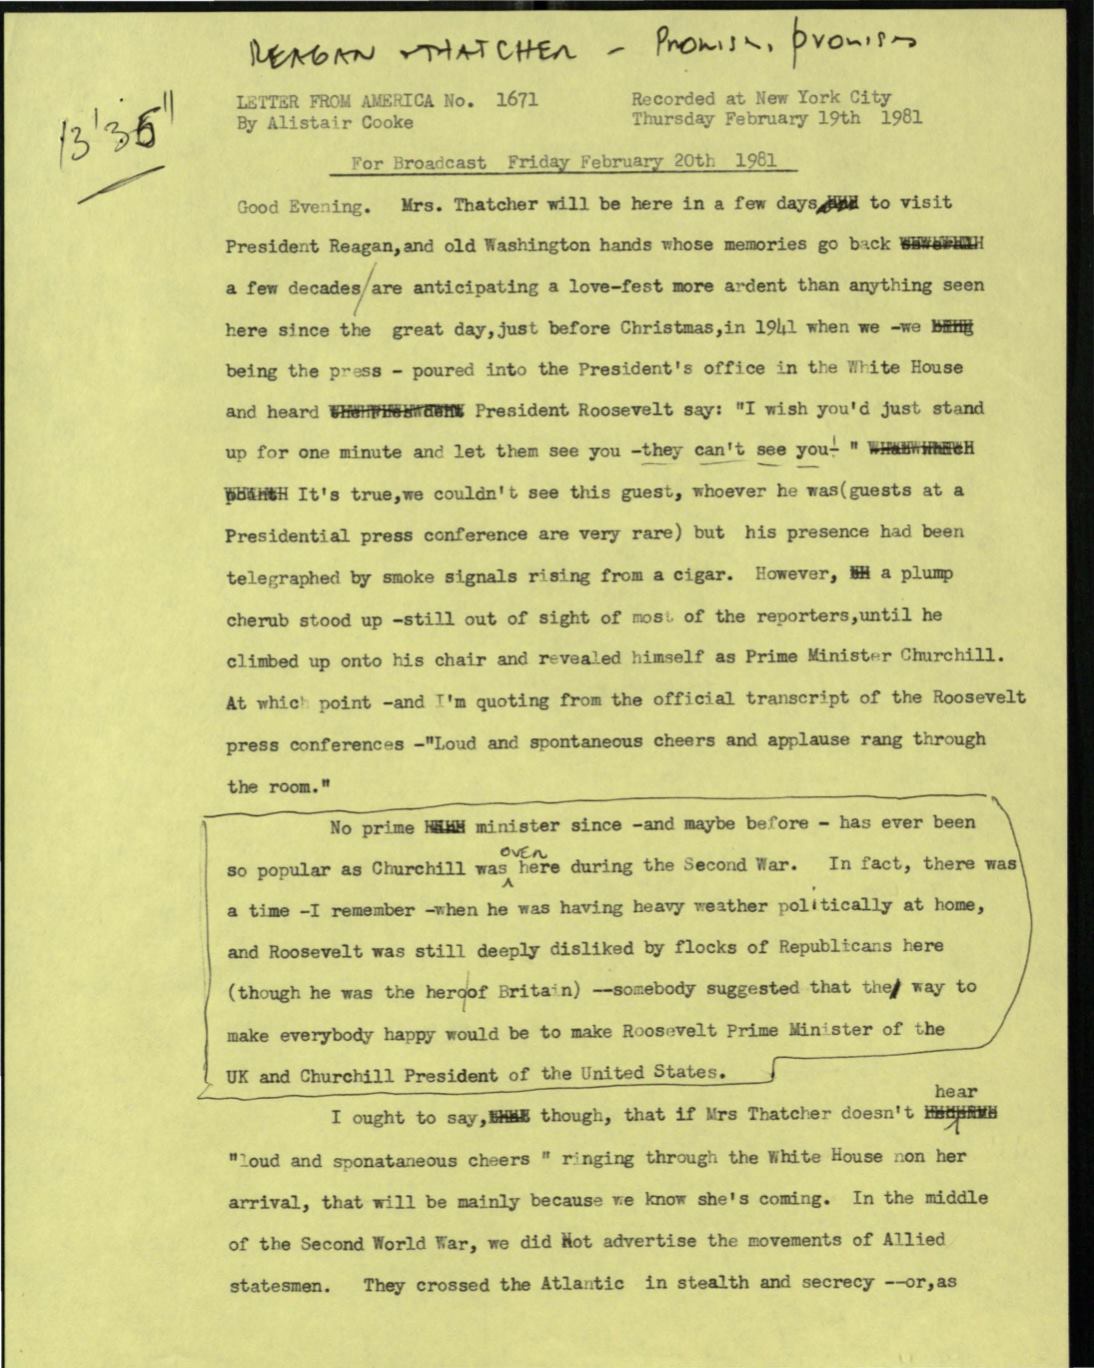 REAGAN + THATCHER - Promises, promises
13'35"
LETTER FROM AMERICA No. 1671
Recorded at New York City
By Alistair Cooke
Thursday February 19th 1981
For Broadcast Friday February 20th 1981
Good Evening. Mrs. Thatcher will be here in a few days, to visit
President Reagan,and old Washington hands whose memories go back
a few decades/are anticipating a love-fest more ardent than anything seen
here since the great day,just before Christmas,in 1941 when we -we
being the press - poured into the President's office in the White House
and heard President Roosevelt say: "I wish you'd just stand
up for one minute and let them see you -they can't see you! "
It's true,we couldn't see this guest, whoever he was(guests at a
Presidential press conference are very rare) but his presence had been
telegraphed by smoke signals rising from a cigar. However, a plump
cherub stood up -still out of sight of most of the reporters,until he
climbed up onto his chair and revealed himself as Prime Minister Churchill.
At which point -and I'm quoting from the official transcript of the Roosevelt
press conferences -"Loud and spontaneous cheers and applause rang through
the room."
No prime minister since -and maybe before - has ever been
so popular as Churchill was over here during the Second War. In fact, there was
a time -I remember -when he was having heavy weather politically at home,
and Roosevelt was still deeply disliked by flocks of Republicans here
(though he was the hero/of Britain) --somebody suggested that the way to
make everybody happy would be to make Roosevelt Prime Minister of the
UK and Churchill President of the United States.
I ought to say, though, that if Mrs Thatcher doesn't hear
"loud and sponataneous cheers " ringing through the White House non her
arrival, that will be mainly because we know she's coming. In the middle
of the Second World War, we did Not advertise the movements of Allied
statesmen. They crossed the Atlantic in stealth and secrecy --or,as